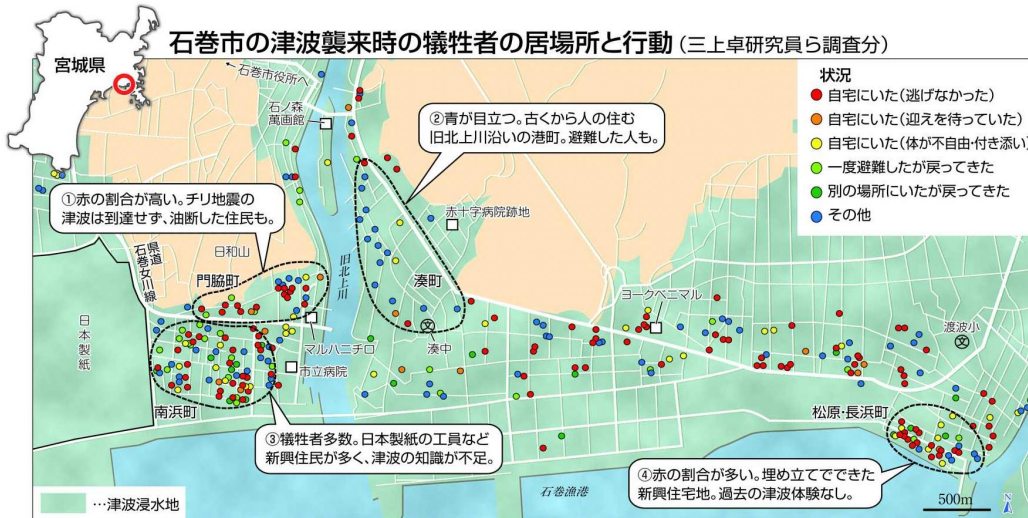 石巻市の津波襲来時の犠牲者の居場所と行動(三上卓研究員ら調査分)
宮城県
石巻市役所へ
石ノ森
萬画館
②青が目立つ。古くから人の住む
旧北上川沿いの港町。避難した人も。
状況
自宅にいた(逃げなかった)
自宅にいた(迎えを待っていた)
自宅にいた(体が不自由・付き添い)
一度避難したが戻ってきた
別の場所にいたが戻ってきた
その他
①赤の割合が高い。チリ地震の
津波は到達せず、油断した住民も。
赤十字病院跡地
日和山
県道
石巻女川線
門脇町
旧北上川
湊町
ヨークベニマル
日本製紙
マルハニチロ
文
湊中
渡波小
文
市立病院
南浜町
松原・長浜町
③犠牲者多数。日本製紙の工員など
新興住民が多く、津波の知識が不足。
④赤の割合が多い。埋め立てでできた
新興住宅地。過去の津波体験なし。
石巻漁港
…津波浸水地
500m
N